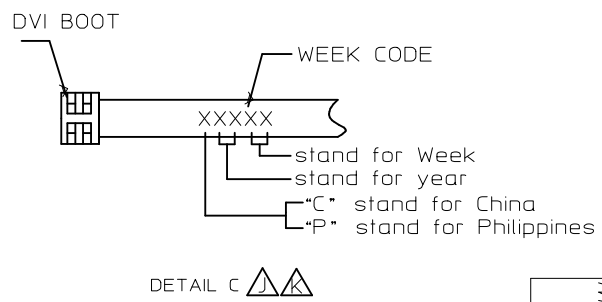 DVI BOOT
WEEK CODE
XXXXX
stand for Week
stand for year
"C" stand for China
"P" stand for Philippines
DETAIL C J K